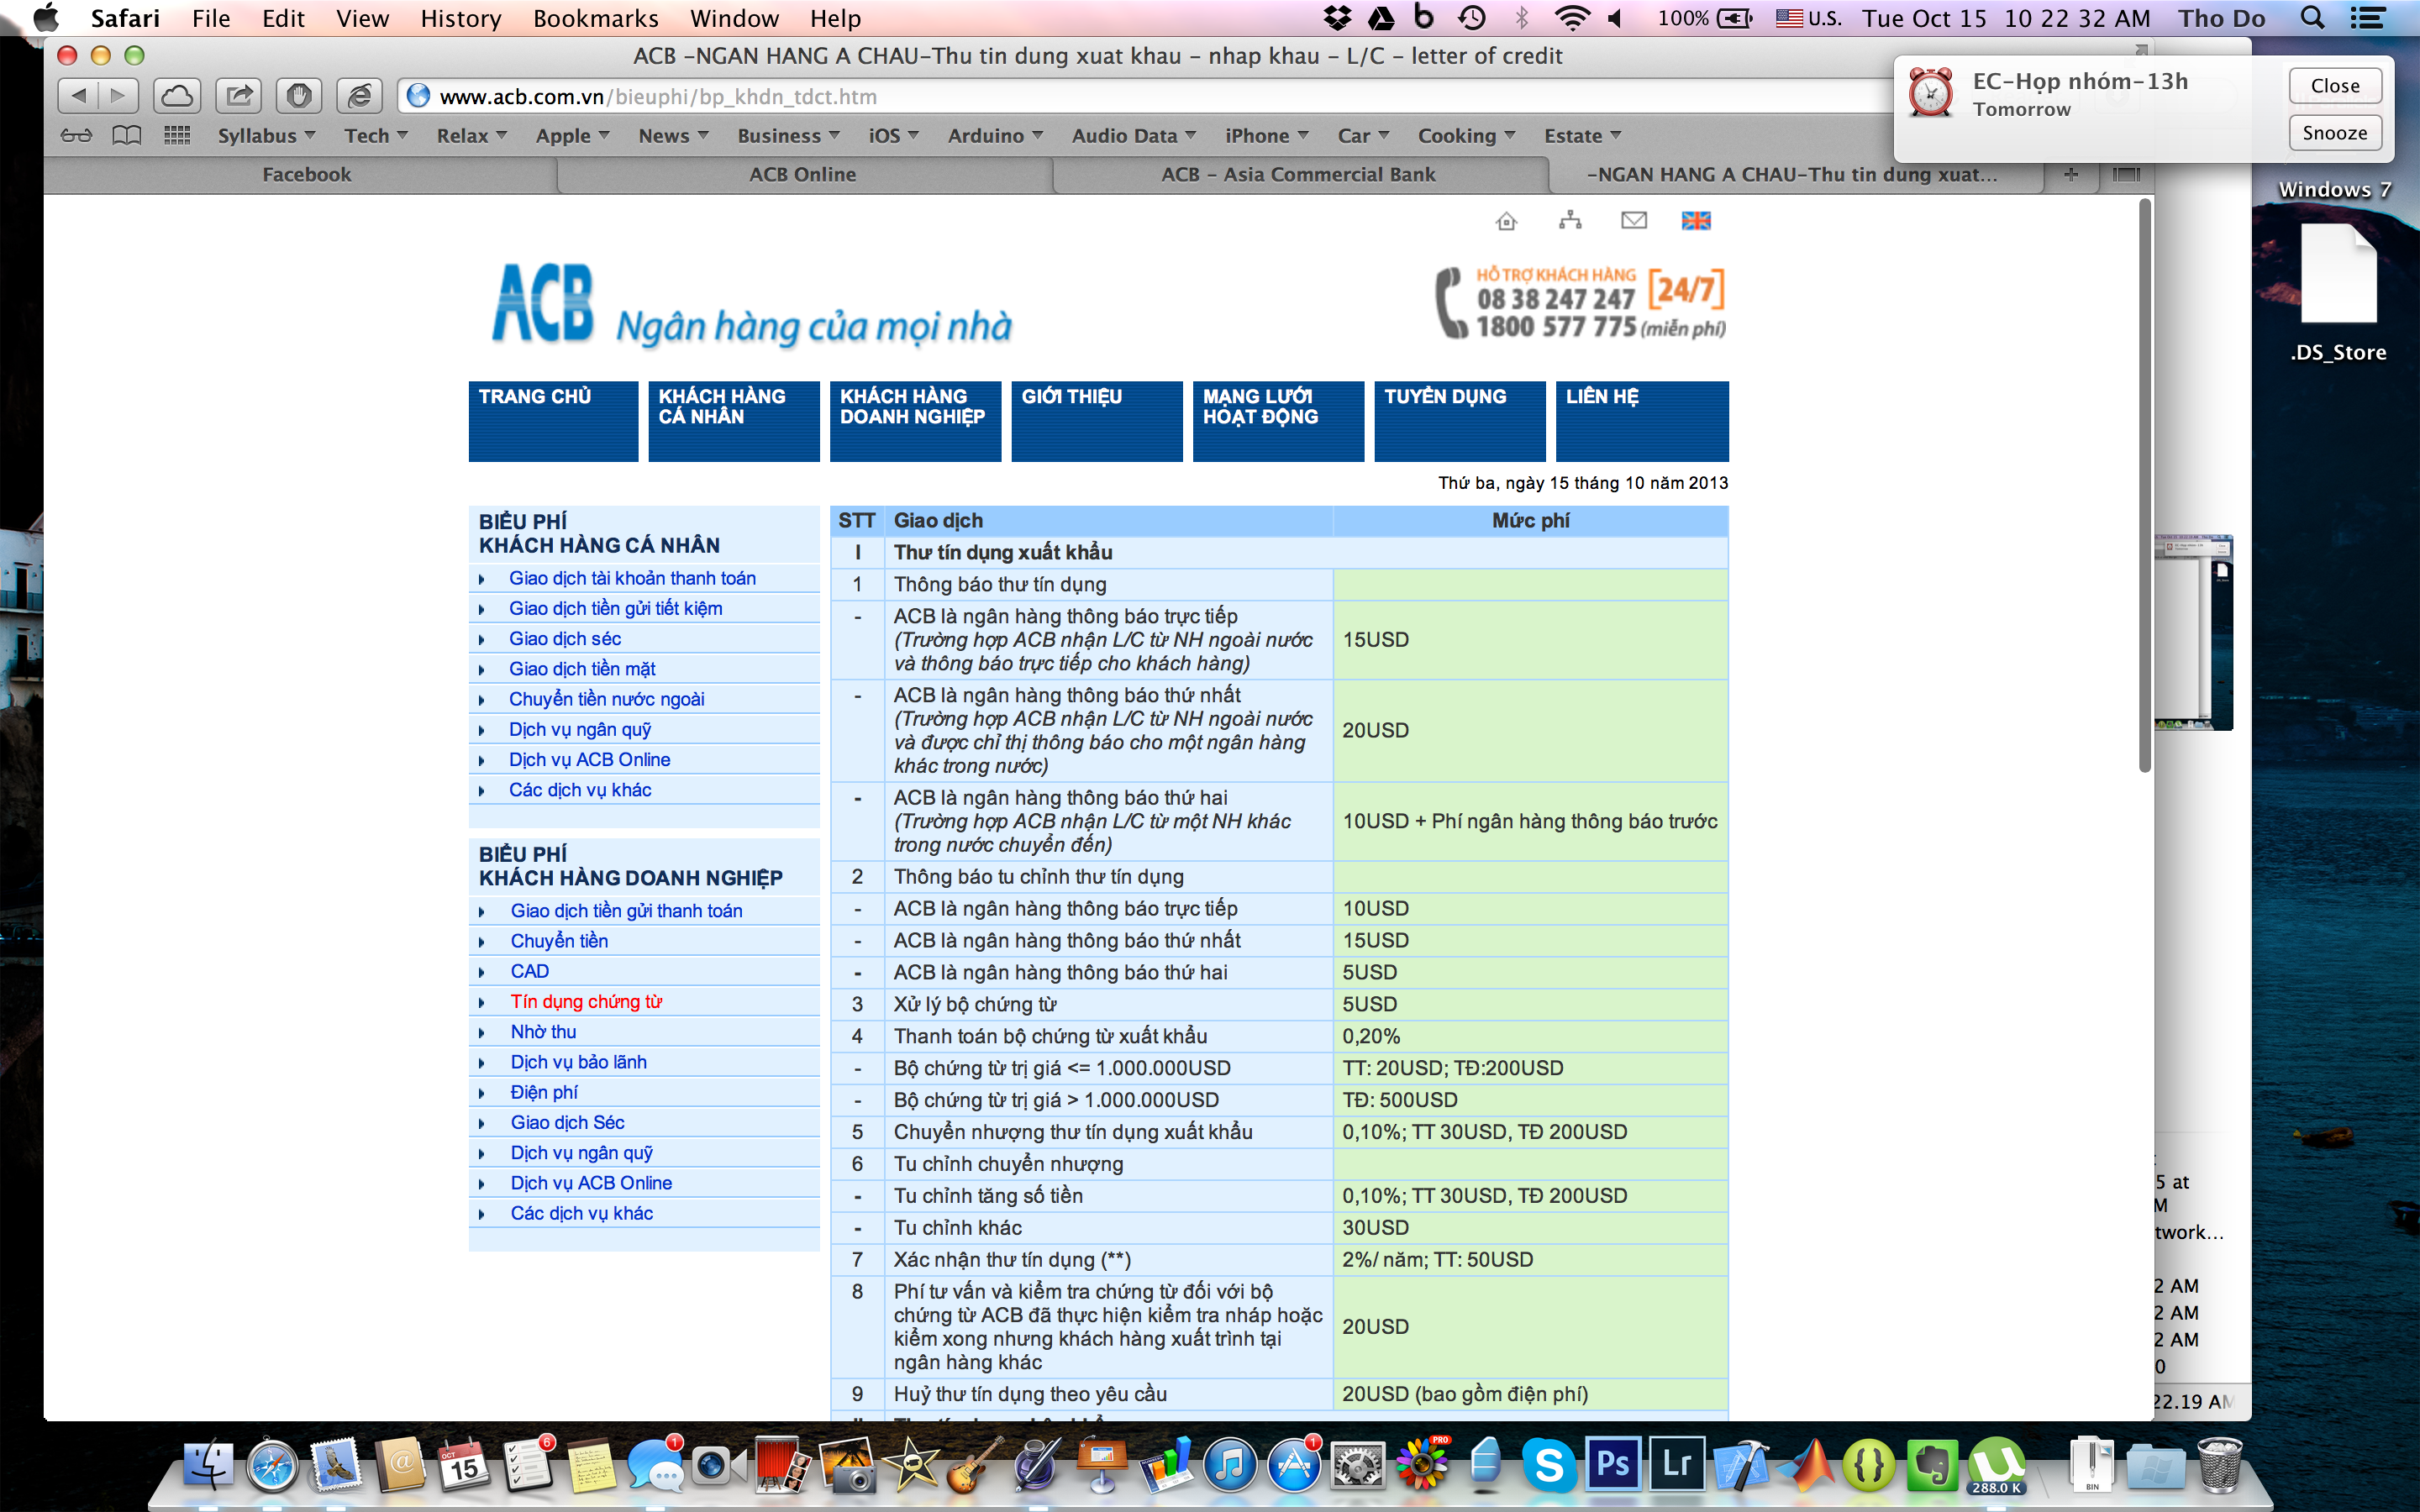 Safari File Edit View History Bookmarks Window Help 100% U.S. Tue Oct 15 10 22 32 AM Tho Do
ACB -NGAN HANG A CHAU-Thu tin dung xuat khau - nhap khau - L/C - letter of credit
www.acb.com.vn/bieuphi/bp_khdn_tdct.htm
EC-Họp nhóm-13h
Tomorrow
Close
Snooze
Syllabus Tech Relax Apple News Business iOS Arduino Audio Data iPhone Car Cooking Estate
Facebook ACB Online ACB - Asia Commercial Bank -NGAN HANG A CHAU-Thu tin dung xuat...
Windows 7
.DS_Store
ACB Ngân hàng của mọi nhà
HỖ TRỢ KHÁCH HÀNG [24/7]
08 38 247 247
1800 577 775 (miễn phí)
TRANG CHỦ
KHÁCH HÀNG
CÁ NHÂN
KHÁCH HÀNG
DOANH NGHIỆP
GIỚI THIỆU
MẠNG LƯỚI
HOẠT ĐỘNG
TUYỂN DỤNG
LIÊN HỆ
Thứ ba, ngày 15 tháng 10 năm 2013
BIỂU PHÍ
KHÁCH HÀNG CÁ NHÂN
Giao dịch tài khoản thanh toán
Giao dịch tiền gửi tiết kiệm
Giao dịch séc
Giao dịch tiền mặt
Chuyển tiền nước ngoài
Dịch vụ ngân quỹ
Dịch vụ ACB Online
Các dịch vụ khác
BIỂU PHÍ
KHÁCH HÀNG DOANH NGHIỆP
Giao dịch tiền gửi thanh toán
Chuyển tiền
CAD
Tín dụng chứng từ
Nhờ thu
Dịch vụ bảo lãnh
Điện phí
Giao dịch Séc
Dịch vụ ngân quỹ
Dịch vụ ACB Online
Các dịch vụ khác
STT Giao dịch Mức phí
I Thư tín dụng xuất khẩu
1 Thông báo thư tín dụng
- ACB là ngân hàng thông báo trực tiếp
(Trường hợp ACB nhận L/C từ NH ngoài nước
và thông báo trực tiếp cho khách hàng)
15USD
- ACB là ngân hàng thông báo thứ nhất
(Trường hợp ACB nhận L/C từ NH ngoài nước
và được chỉ thị thông báo cho một ngân hàng
khác trong nước)
20USD
- ACB là ngân hàng thông báo thứ hai
(Trường hợp ACB nhận L/C từ một NH khác
trong nước chuyển đến)
10USD + Phí ngân hàng thông báo trước
2 Thông báo tu chỉnh thư tín dụng
- ACB là ngân hàng thông báo trực tiếp 10USD
- ACB là ngân hàng thông báo thứ nhất 15USD
- ACB là ngân hàng thông báo thứ hai 5USD
3 Xử lý bộ chứng từ 5USD
4 Thanh toán bộ chứng từ xuất khẩu 0,20%
- Bộ chứng từ trị giá <= 1.000.000USD TT: 20USD; TĐ:200USD
- Bộ chứng từ trị giá > 1.000.000USD TĐ: 500USD
5 Chuyển nhượng thư tín dụng xuất khẩu 0,10%; TT 30USD, TĐ 200USD
6 Tu chỉnh chuyển nhượng
- Tu chỉnh tăng số tiền 0,10%; TT 30USD, TĐ 200USD
- Tu chỉnh khác 30USD
7 Xác nhận thư tín dụng (**) 2%/ năm; TT: 50USD
8 Phí tư vấn và kiểm tra chứng từ đối với bộ
chứng từ ACB đã thực hiện kiểm tra nháp hoặc
kiểm xong nhưng khách hàng xuất trình tại
ngân hàng khác
20USD
9 Huỷ thư tín dụng theo yêu cầu 20USD (bao gồm điện phí)
5 at
M
twork...
2 AM
2 AM
2 AM
0
22.19 AM
OCT
15
6
1
1
PRO
Ps
Lr
288.0 K
BIN